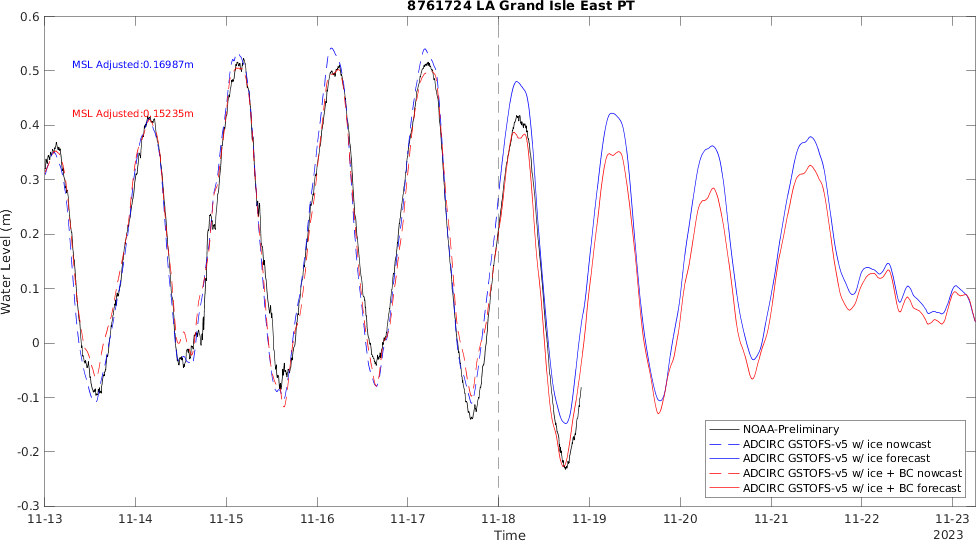 8761724 LA Grand Isle East PT
0.6
0.5
0.4
0.3
0.2
0.1
0
-0.1
-0.2
-0.3
Water Level (m)
MSL Adjusted:0.16987m
MSL Adjusted:0.15235m
NOAA-Preliminary
ADCIRC GSTOFS-v5 w/ ice nowcast
ADCIRC GSTOFS-v5 w/ ice forecast
ADCIRC GSTOFS-v5 w/ ice + BC nowcast
ADCIRC GSTOFS-v5 w/ ice + BC forecast
11-13 11-14 11-15 11-16 11-17 11-18 11-19 11-20 11-21 11-22 11-23
Time
2023